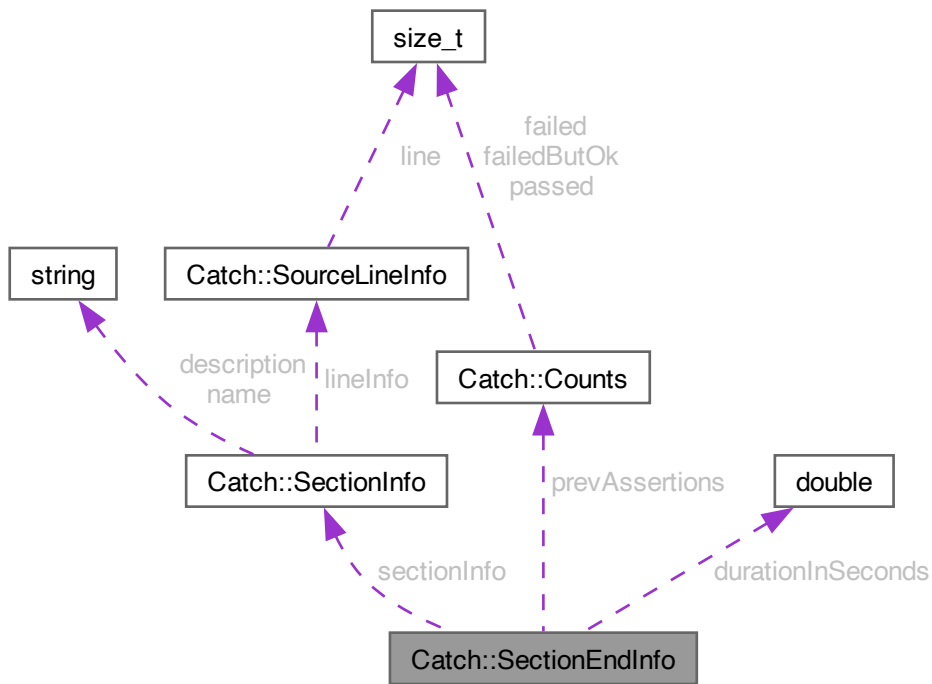 size_t
failed
failedButOk
passed
line
string
Catch::SourceLineInfo
description
name
lineInfo
Catch::Counts
Catch::SectionInfo
prevAssertions
double
sectionInfo
durationInSeconds
Catch::SectionEndInfo